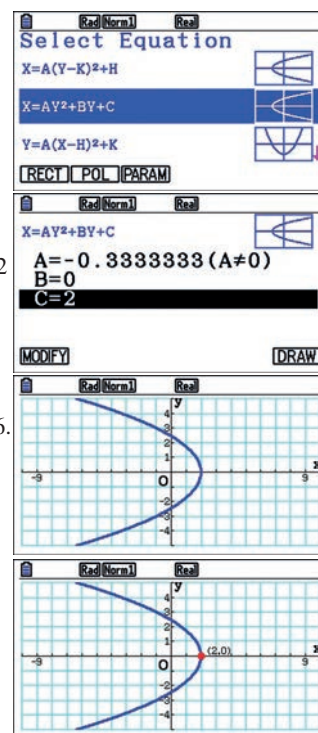 Rad Norm1 Real
Select Equation
X=A(Y-K)²+H
X=AY²+BY+C
Y=A(X-H)²+K
RECT POL PARAM
Rad Norm1 Real
X=AY²+BY+C
2
A=-0.3333333(A≠0)
B=0
C=2
MODIFY DRAW
Rad Norm1 Real
6.
y
4
3
2
1
-9 O 9 x
-2
-3
-4
Rad Norm1 Real
y
4
3
2
1
(2,0)
-9 O 9 x
-2
-3
-4